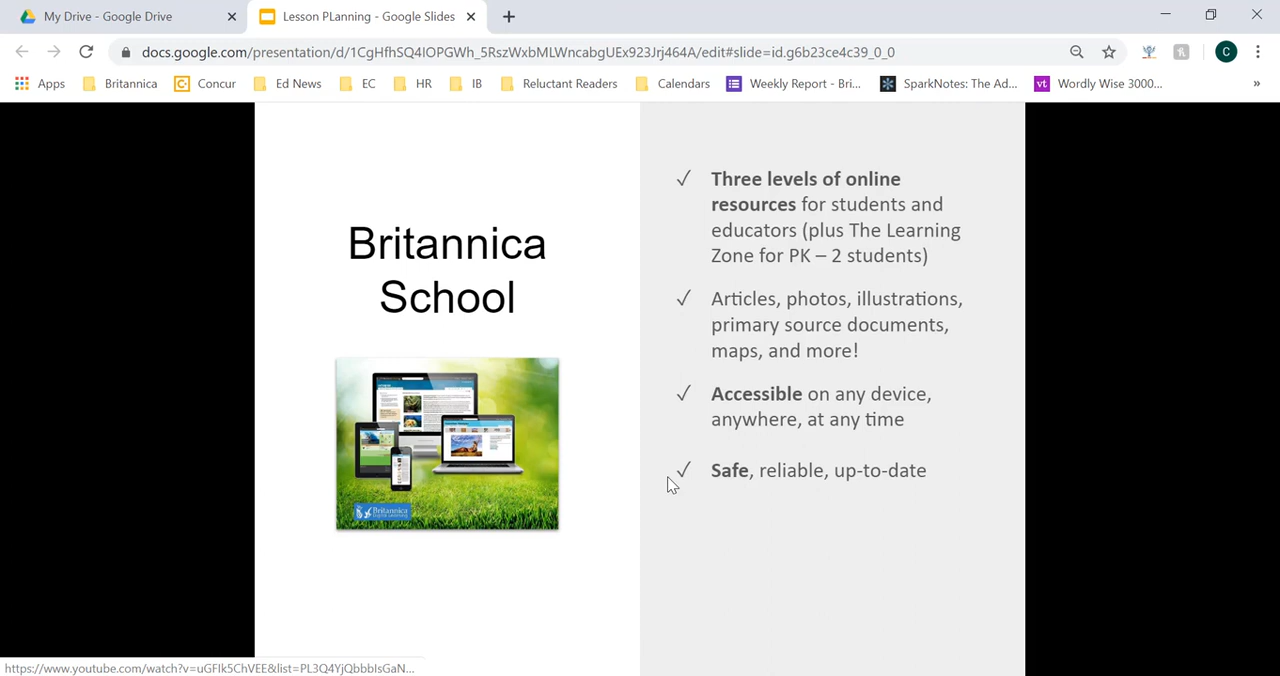 My Drive - Google Drive
Lesson PLanning - Google Slides
docs.google.com/presentation/d/1CgHfhSQ4IOPGWh_5RszWxbMLWncabgUEx923Jrj464A/edit#slide=id.g6b23ce4c39_0_0
C
Apps Britannica Concur Ed News EC HR IB Reluctant Readers Calendars Weekly Report - Bri... SparkNotes: The Ad... vt Wordly Wise 3000... »
Britannica
School
Britannica
✓ Three levels of online
resources for students and
educators (plus The Learning
Zone for PK – 2 students)
✓ Articles, photos, illustrations,
primary source documents,
maps, and more!
✓ Accessible on any device,
anywhere, at any time
✓ Safe, reliable, up-to-date
https://www.youtube.com/watch?v=uGFIk5ChVEE&list=PL3Q4YjQbbbIsGaN...